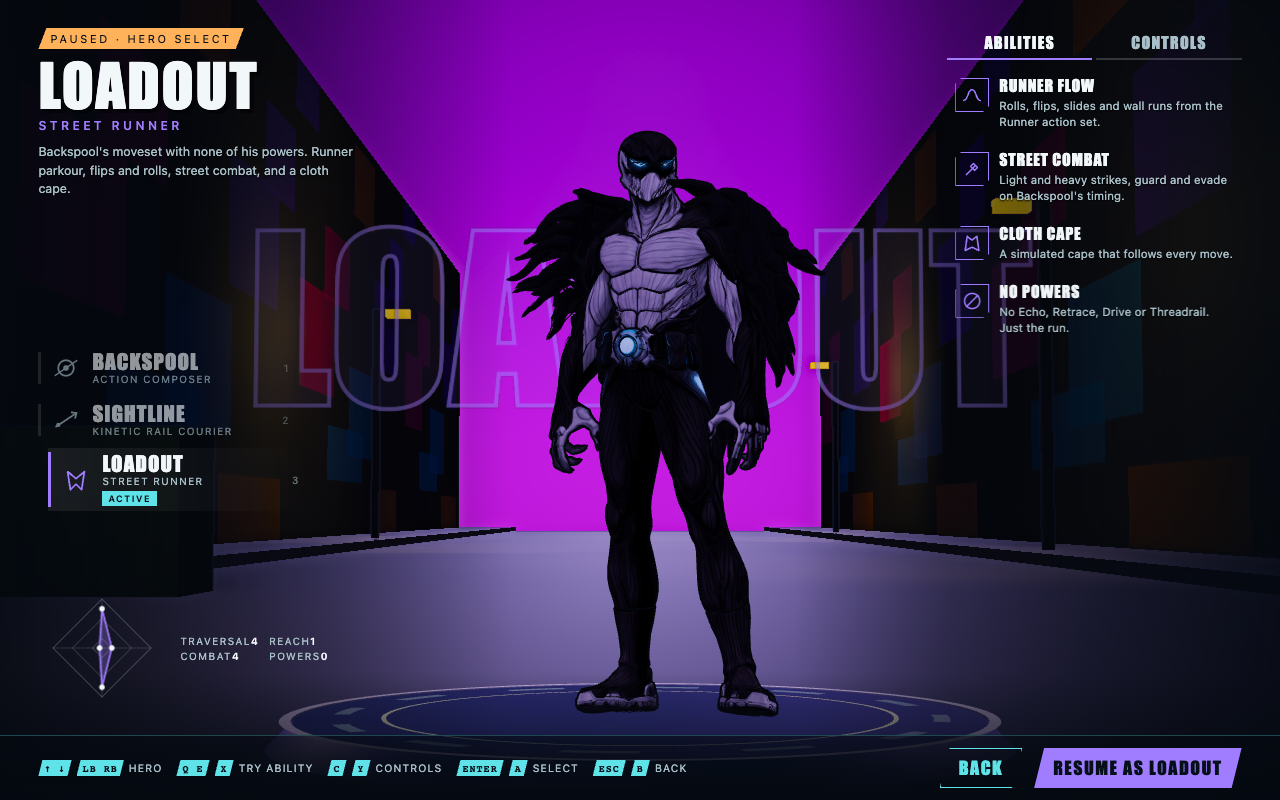 PAUSED · HERO SELECT
LOADOUT
STREET RUNNER
Backspool's moveset with none of his powers. Runner
parkour, flips and rolls, street combat, and a cloth
cape.
LOADOUT
BACKSPOOL
ACTION COMPOSER
1
SIGHTLINE
KINETIC RAIL COURIER
2
LOADOUT
STREET RUNNER
ACTIVE
3
TRAVERSAL4 REACH1
COMBAT4 POWERS0
ABILITIES CONTROLS
RUNNER FLOW
Rolls, flips, slides and wall runs from the
Runner action set.
STREET COMBAT
Light and heavy strikes, guard and evade
on Backspool's timing.
CLOTH CAPE
A simulated cape that follows every move.
NO POWERS
No Echo, Retrace, Drive or Threadrail.
Just the run.
↑ ↓ LB RB HERO Q E X TRY ABILITY C Y CONTROLS ENTER A SELECT ESC B BACK
BACK
RESUME AS LOADOUT